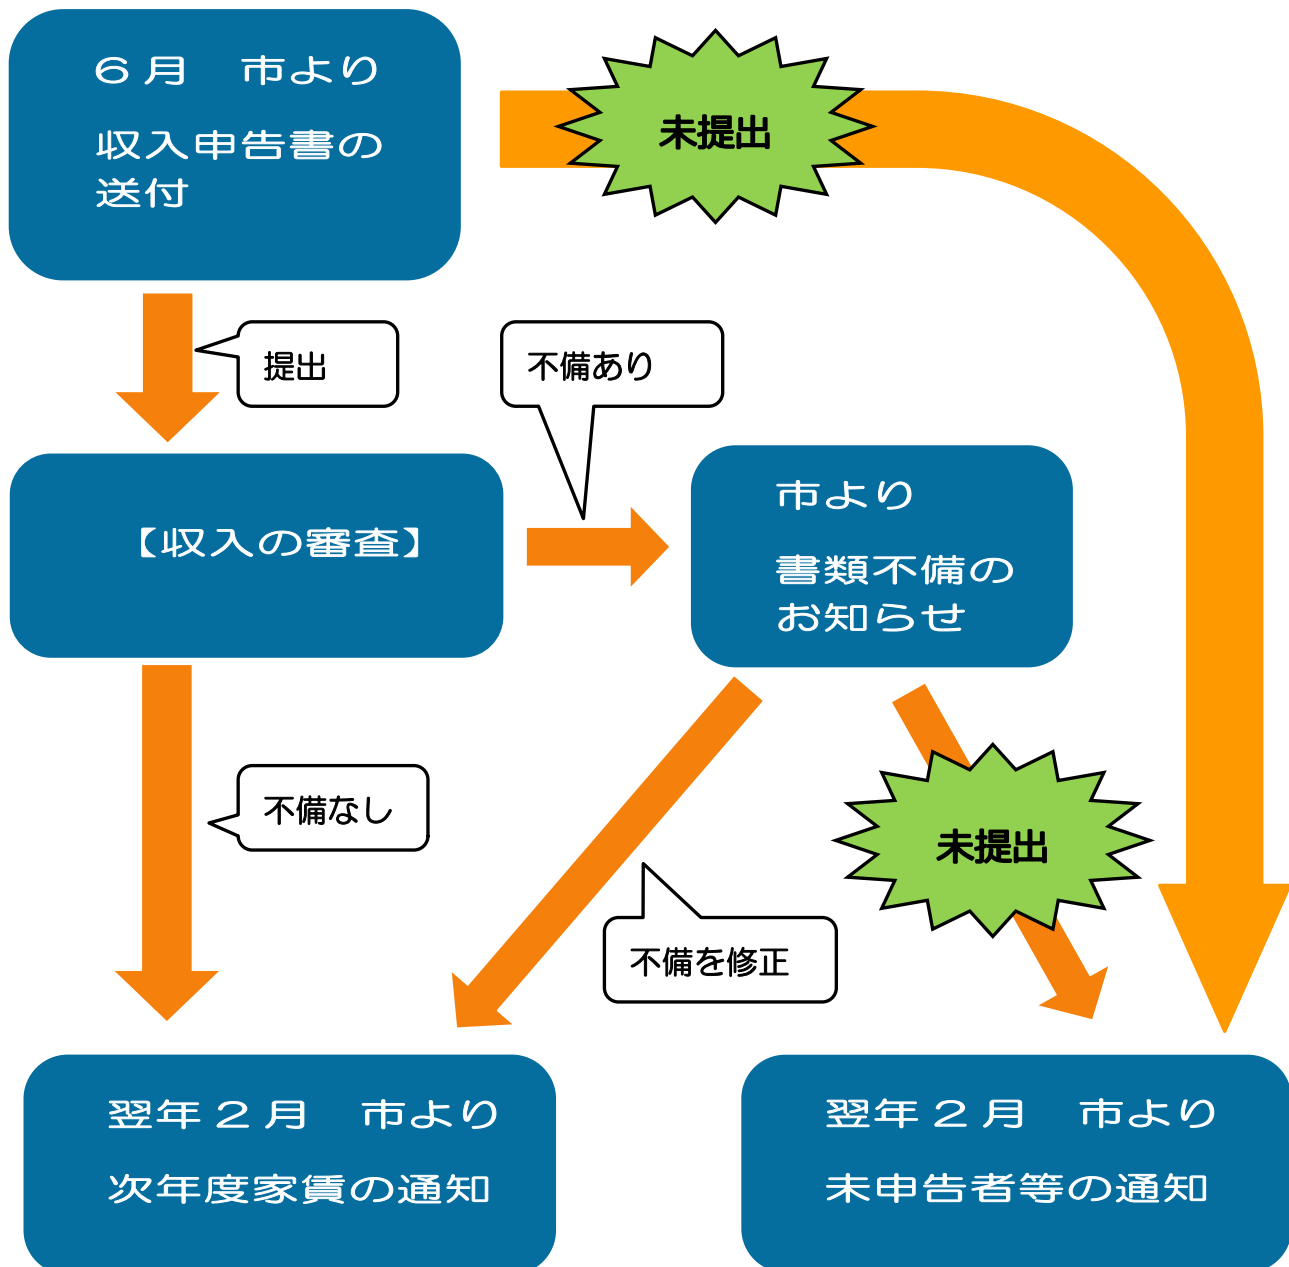 ６月　市より
収入申告書の
送付
未提出
提出
不備あり
【収入の審査】
市より
書類不備の
お知らせ
不備なし
未提出
不備を修正
翌年２月　市より
次年度家賃の通知
翌年２月　市より
未申告者等の通知